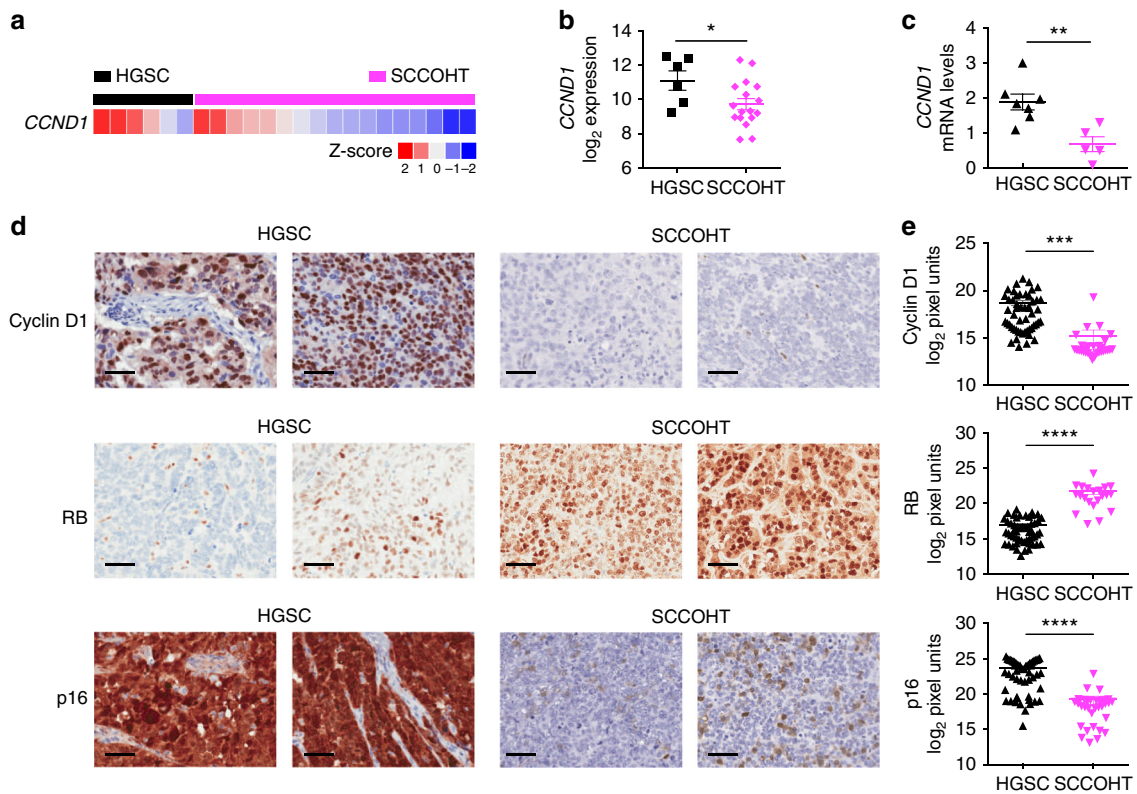 a
HGSC
SCCOHT
CCND1
Z-score
2 1 0 –1 –2
b
CCND1
log2 expression
14
12
10
8
6
*
HGSC SCCOHT
c
CCND1
mRNA levels
4
3
2
1
0
**
HGSC SCCOHT
d
HGSC
SCCOHT
Cyclin D1
HGSC
SCCOHT
RB
HGSC
SCCOHT
p16
e
Cyclin D1
log2 pixel units
25
20
15
10
***
HGSC SCCOHT
RB
log2 pixel units
30
25
20
15
10
****
HGSC SCCOHT
p16
log2 pixel units
30
25
20
15
10
****
HGSC SCCOHT